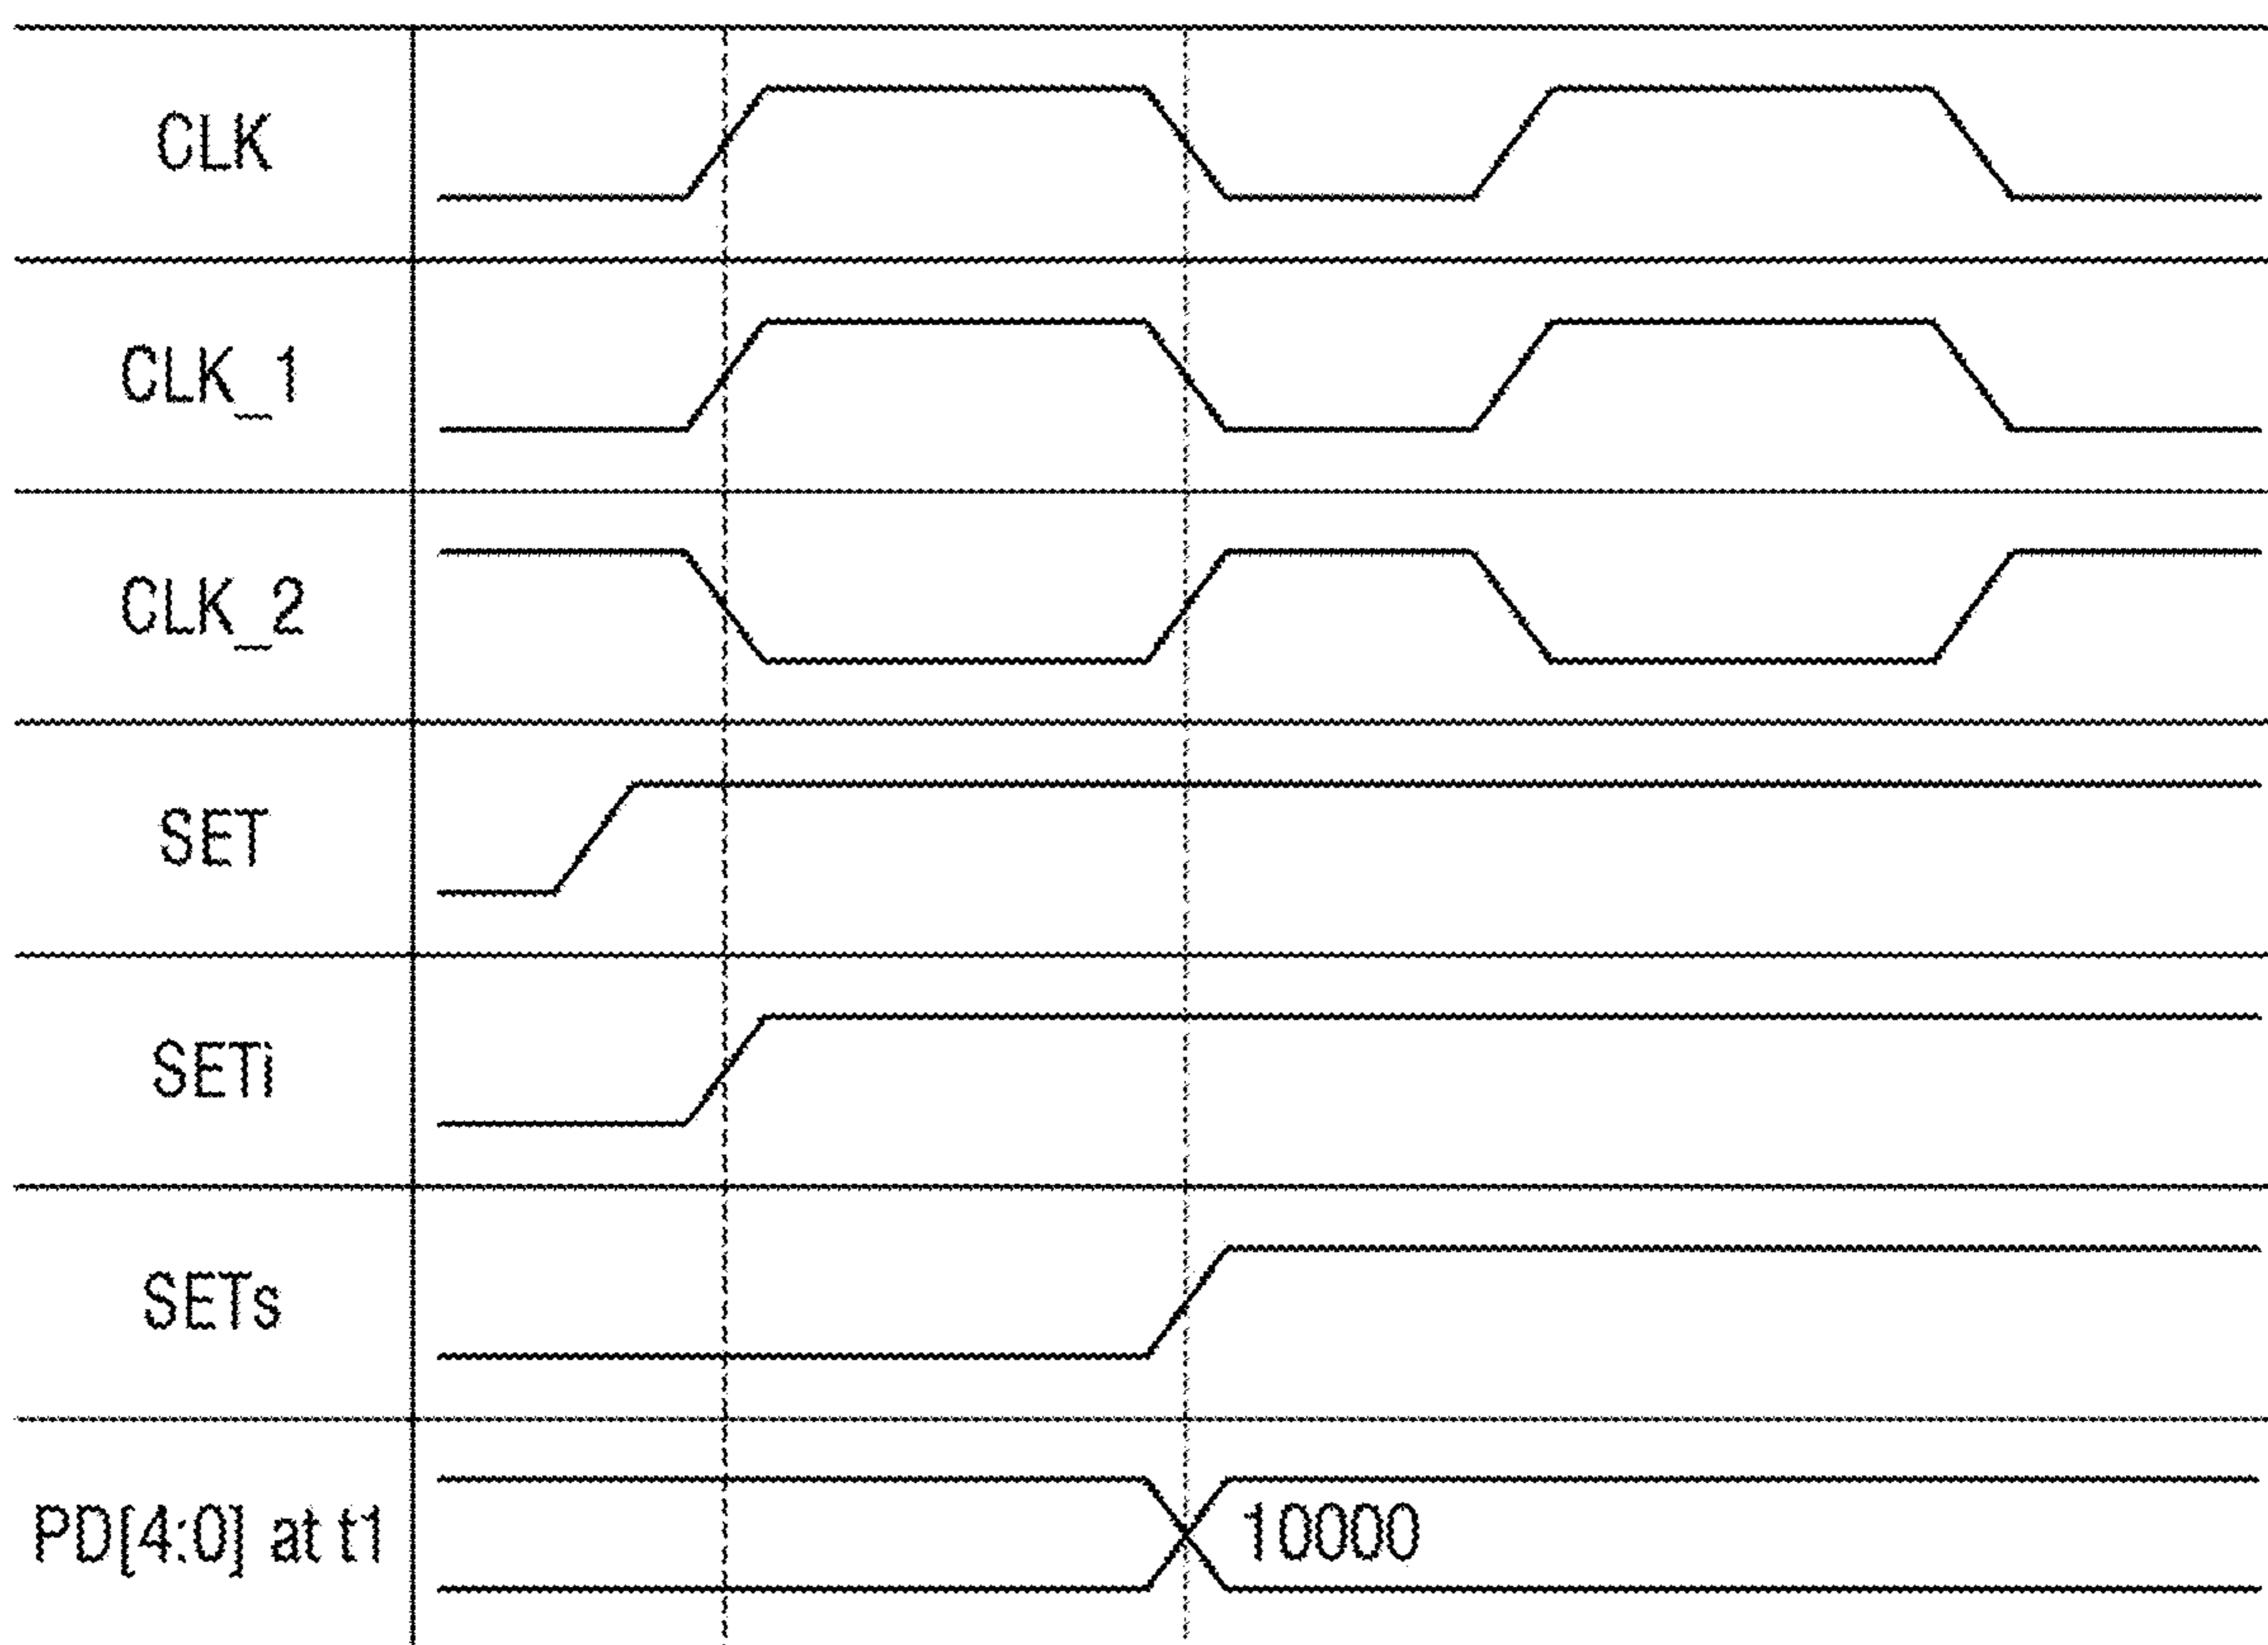 CLK
CLK_1
CLK_2
SET
SETi
SETs
PD[4:0] at t1
10000